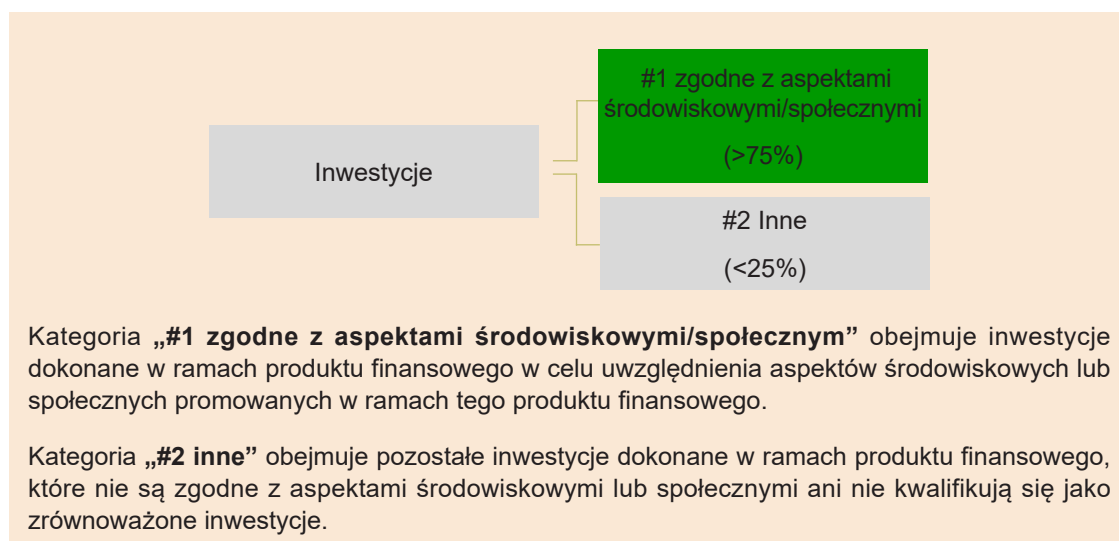 #1 zgodne z aspektami
środowiskowymi/społecznymi
(>75%)
Inwestycje
#2 Inne
(<25%)
Kategoria „#1 zgodne z aspektami środowiskowymi/społecznym” obejmuje inwestycje
dokonane w ramach produktu finansowego w celu uwzględnienia aspektów środowiskowych lub
społecznych promowanych w ramach tego produktu finansowego.
Kategoria „#2 inne” obejmuje pozostałe inwestycje dokonane w ramach produktu finansowego,
które nie są zgodne z aspektami środowiskowymi lub społecznymi ani nie kwalifikują się jako
zrównoważone inwestycje.